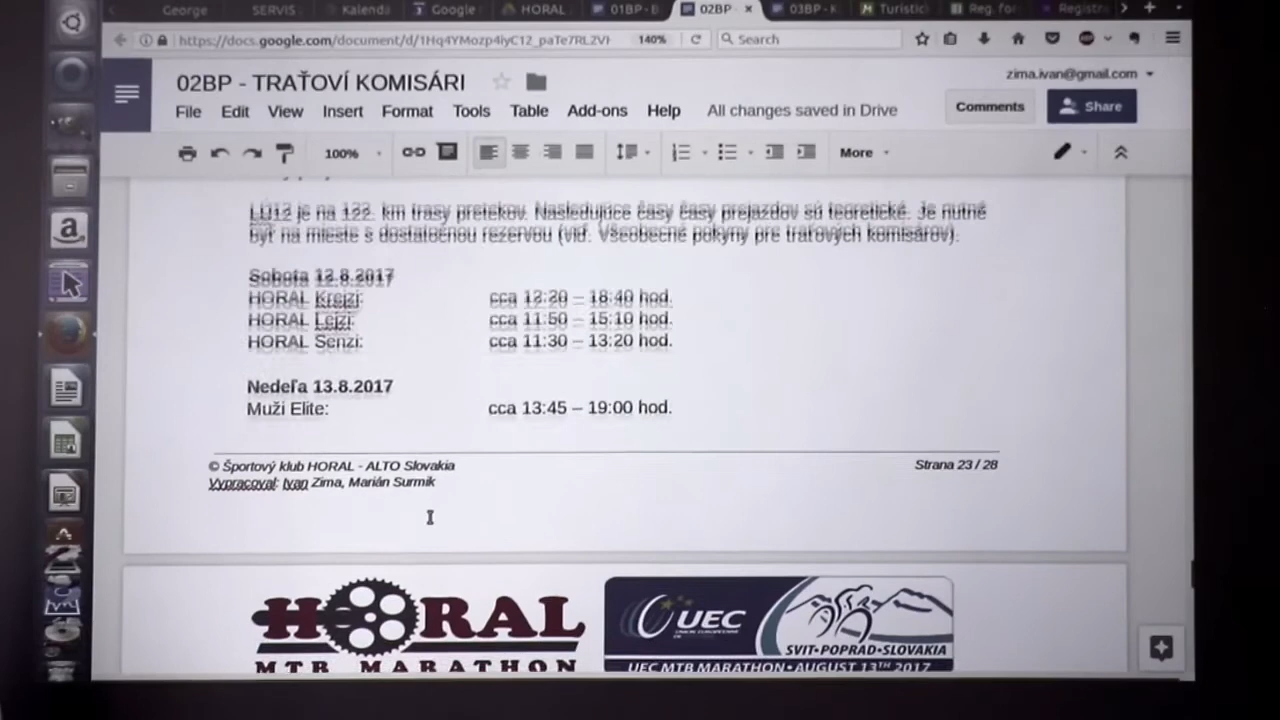 George SERVIS Kalenda Google HORAL 01BP - B 02BP - 03BP - K Turistic Reg. for Registra
https://docs.google.com/document/d/1Hq4YMozp4iyC12_paTe7RL2VH 140% Search
02BP - TRAŤOVÍ KOMISÁRI
zima.ivan@gmail.com
File Edit View Insert Format Tools Table Add-ons Help All changes saved in Drive Comments Share
100% More
LU12 je na 122. km trasy pretekov. Nasledujúce časy časy prejazdov sú teoretické. Je nutné
byť na mieste s dostatočnou rezervou (viď. Všeobecné pokyny pre traťových komisárov).
Sobota 12.8.2017
HORAL Krejzi: cca 12:20 – 18:40 hod.
HORAL Lejzi: cca 11:50 – 15:10 hod.
HORAL Senzi: cca 11:30 – 13:20 hod.
Nedeľa 13.8.2017
Muži Elite: cca 13:45 – 19:00 hod.
© Športový klub HORAL - ALTO Slovakia Strana 23 / 28
Vypracoval: Ivan Zima, Marián Surmík
HORAL
MTB MARATHON
UEC
SVIT•POPRAD•SLOVAKIA
UEC MTB MARATHON•AUGUST 13TH 2017